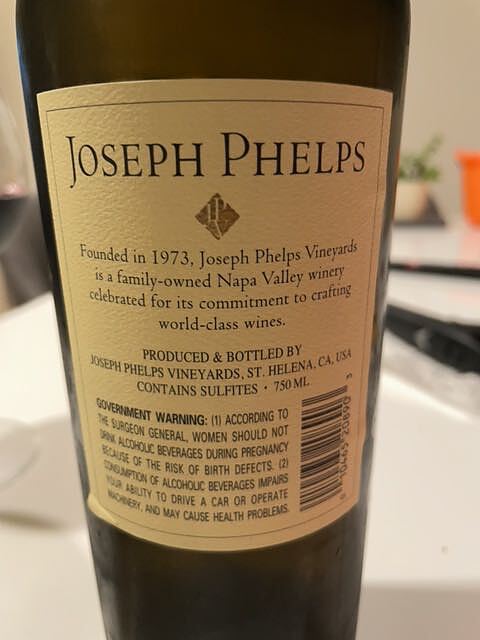 JOSEPH PHELPS
Founded in 1973, Joseph Phelps Vineyards
is a family-owned Napa Valley winery
celebrated for its commitment to crafting
world-class wines.
PRODUCED & BOTTLED BY
JOSEPH PHELPS VINEYARDS, ST. HELENA, CA, USA
CONTAINS SULFITES · 750 ML
GOVERNMENT WARNING: (1) ACCORDING TO
THE SURGEON GENERAL, WOMEN SHOULD NOT
DRINK ALCOHOLIC BEVERAGES DURING PREGNANCY
BECAUSE OF THE RISK OF BIRTH DEFECTS. (2)
CONSUMPTION OF ALCOHOLIC BEVERAGES IMPAIRS
YOUR ABILITY TO DRIVE A CAR OR OPERATE
MACHINERY, AND MAY CAUSE HEALTH PROBLEMS.